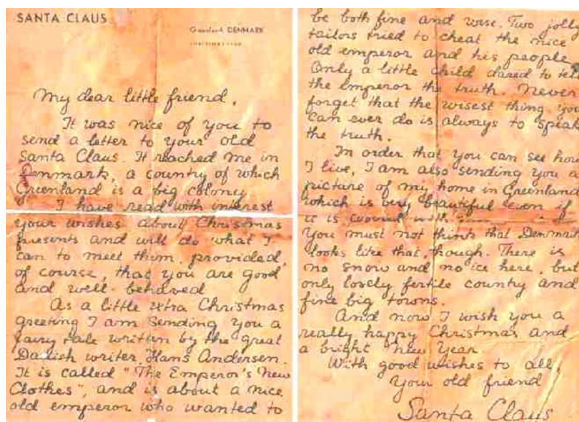 SANTA CLAUS
Greenland, DENMARK
My dear little friend,
It was nice of you to
send a letter to your old
Santa Claus. It reached me in
Denmark, a country of which
Greenland is a big colony.
I have read with interest
your wishes about Christmas
presents and will do what I
can to meet them, provided,
of course, that you are good
and well-behaved
As a little extra Christmas
greeting I am sending you a
fairy tale written by the great
Danish writer Hans Andersen.
It is called "The Emperor's New
Clothes", and is about a nice
old emperor who wanted to
be both fine and wise. Two jolly
tailors tried to cheat the nice
old emperor and his people
Only a little child dared to tell
the emperor the truth. Never
forget that the wisest thing you
can ever do is always to speak
the truth.
In order that you can see how
I live, I am also sending you a
picture of my home in Greenland
which is very beautiful even if
it is covered with
You must not think that Denmark
looks like that, though. There is
no snow and no ice here, but
only lovely fertile country and
fine big towns.
And now I wish you a
really happy Christmas and
a bright New Year
With good wishes to all,
Your old friend
Santa Claus